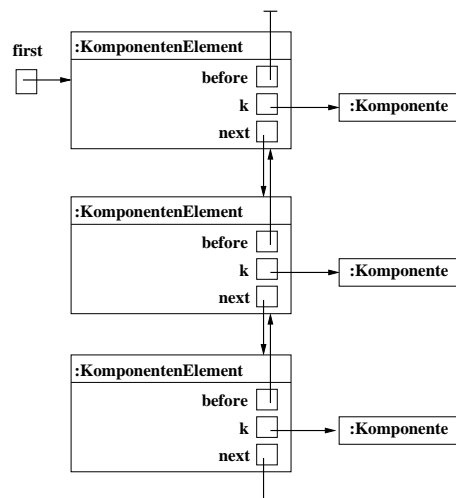 first
:KomponentenElement
before
k
:Komponente
next
:KomponentenElement
before
k
:Komponente
next
:KomponentenElement
before
k
:Komponente
next